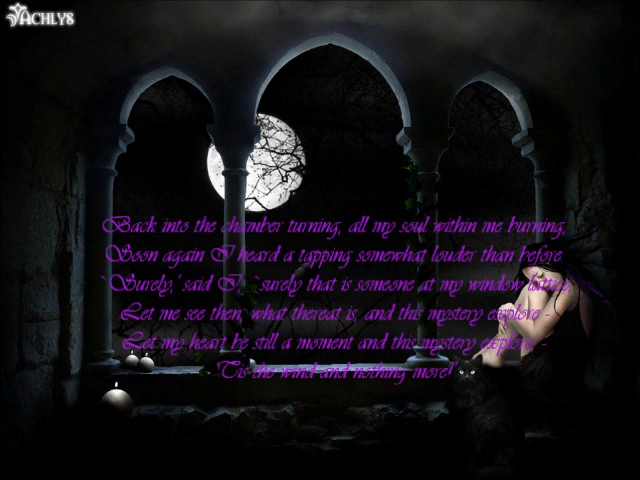 ACHLYS
Back into the chamber turning, all my soul within me burning,
Soon again I heard a tapping somewhat louder than before.
`Surely,' said I, `surely that is someone at my window lattice;
Let me see then, what thereat is, and this mystery explore -
Let my heart be still a moment and this mystery explore; -
'Tis the wind and nothing more!'